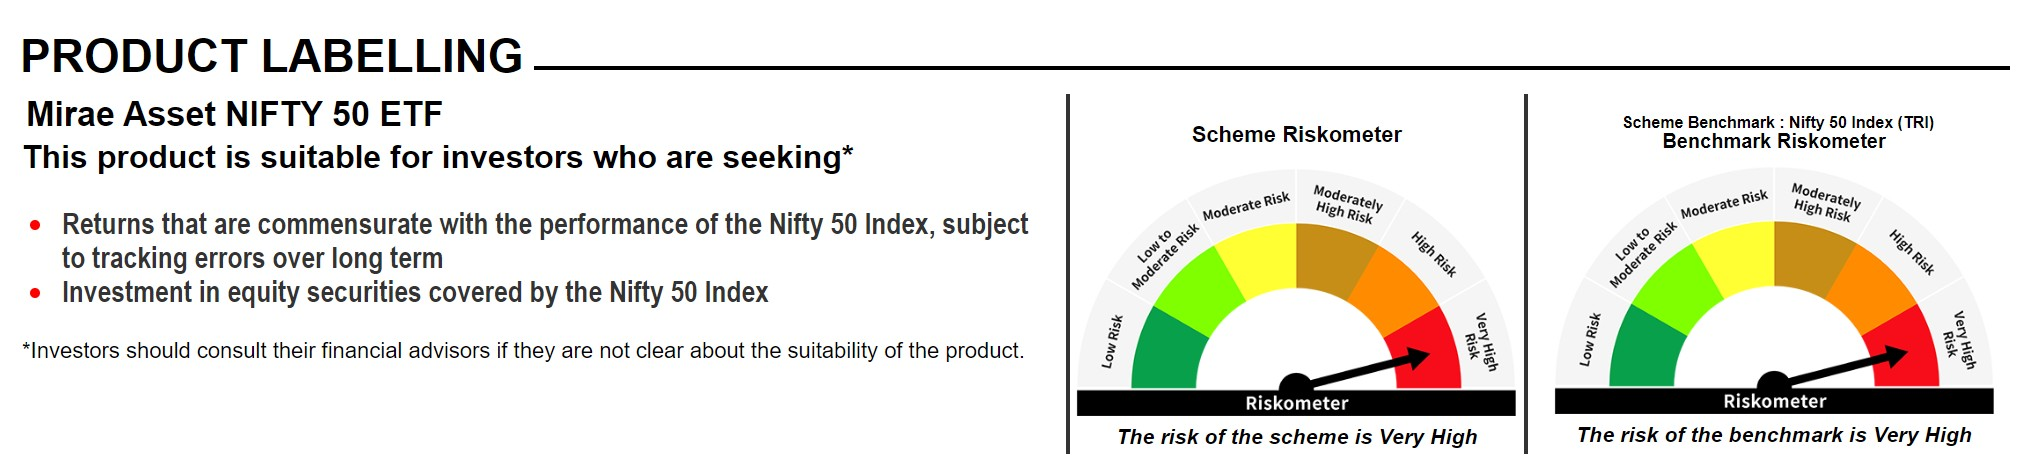 PRODUCT LABELLING
Mirae Asset NIFTY 50 ETF
This product is suitable for investors who are seeking*
Returns that are commensurate with the performance of the Nifty 50 Index, subject
to tracking errors over long term
Investment in equity securities covered by the Nifty 50 Index
*Investors should consult their financial advisors if they are not clear about the suitability of the product.
Scheme Riskometer
Low Risk
Low to
Moderate Risk
Moderate Risk
Moderately
High Risk
High Risk
Very High
Risk
Riskometer
The risk of the scheme is Very High
Scheme Benchmark : Nifty 50 Index (TRI)
Benchmark Riskometer
Low Risk
Low to
Moderate Risk
Moderate Risk
Moderately
High Risk
High Risk
Very High
Risk
Riskometer
The risk of the benchmark is Very High